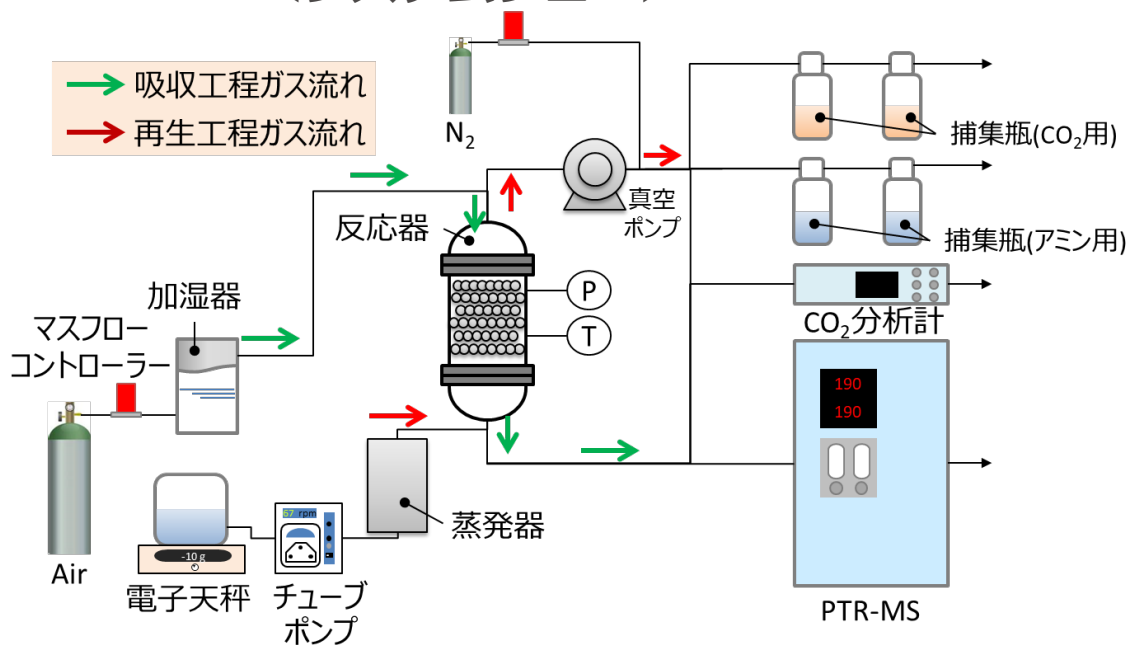 吸収工程ガス流れ
再生工程ガス流れ
N₂
真空
ポンプ
捕集瓶(CO₂用)
捕集瓶(アミン用)
反応器
P
T
加湿器
マスフロー
コントローラー
CO₂分析計
190
190
Air
-10 g
電子天秤
67 rpm
チューブ
ポンプ
蒸発器
PTR-MS